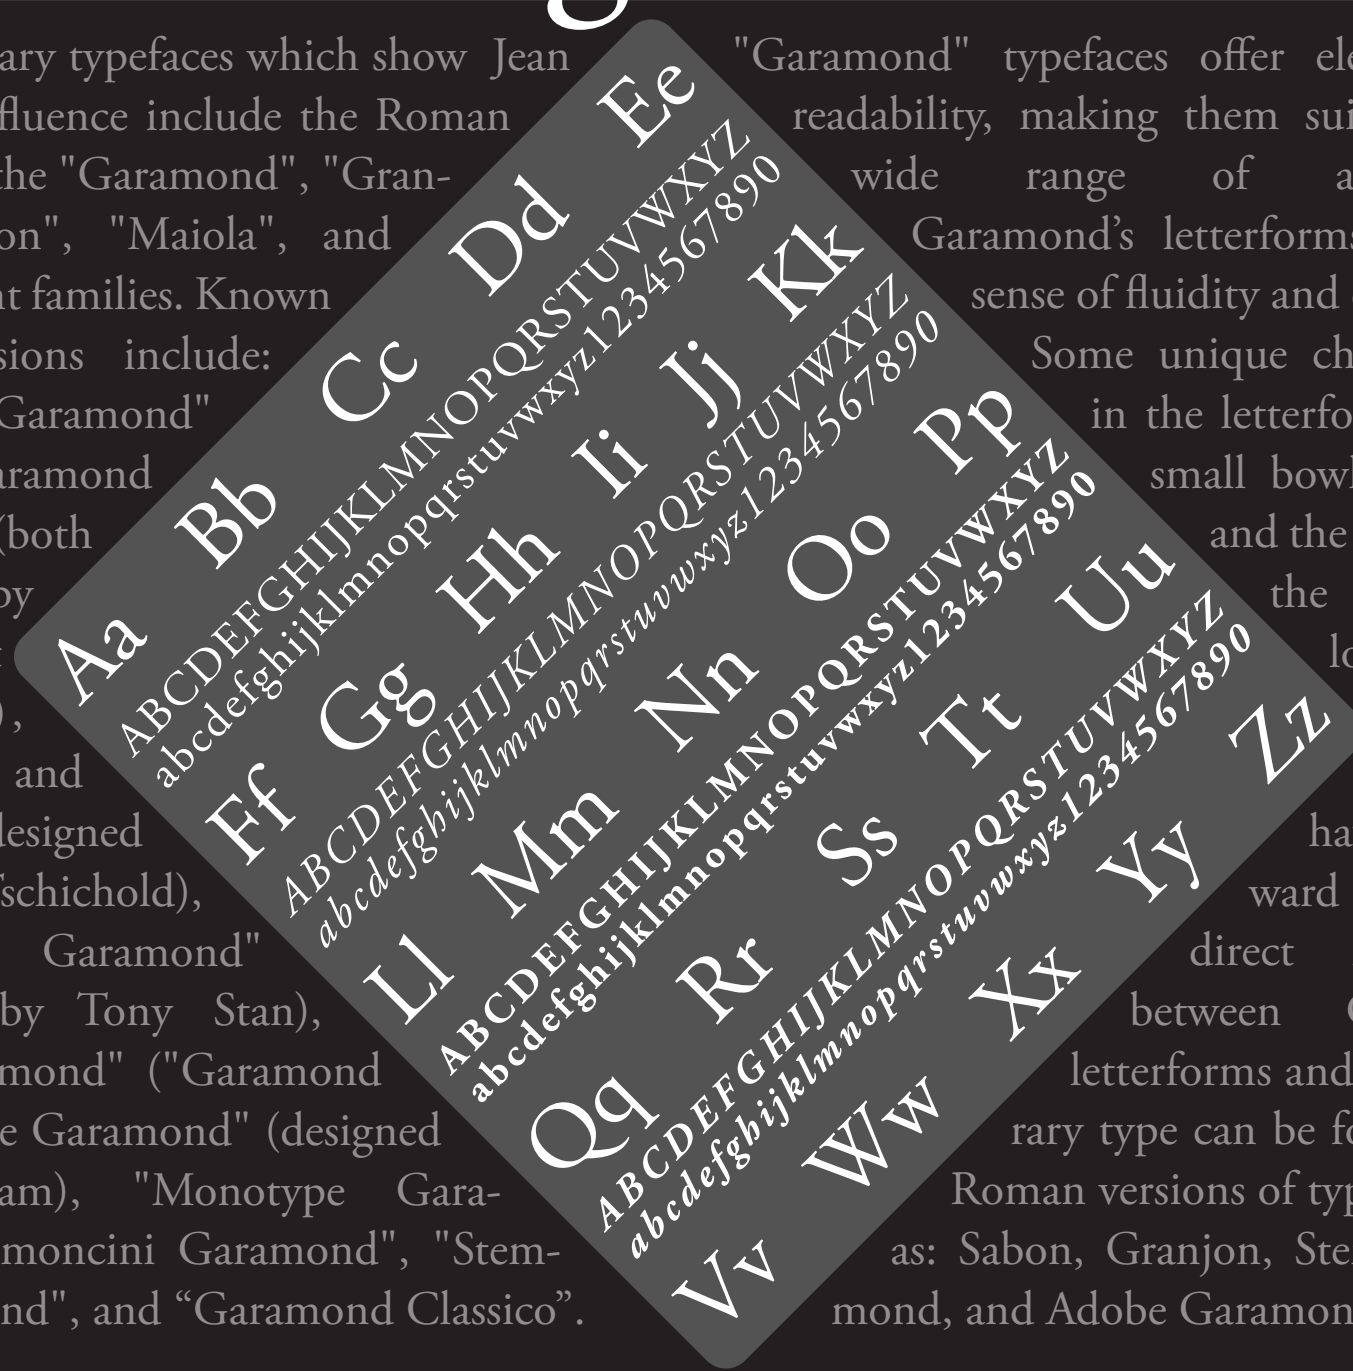 g
ary typefaces which show Jean
fluence include the Roman
the "Garamond", "Gran-
on", "Maiola", and
nt families. Known
sions include:
Garamond"
aramond
(both
by
),
and
designed
schichold),
Garamond"
by Tony Stan),
mond" ("Garamond
e Garamond" (designed
am), "Monotype Gara-
moncini Garamond", "Stem-
nd", and “Garamond Classico”.
Aa Bb Cc Dd Ee
ABCDEFGHIJKLMNOPQRSTUVWXYZ
abcdefghijklmnopqrstuvwxyz1234567890
Ff Gg Hh Ii Jj Kk
ABCDEFGHIJKLMNOPQRSTUVWXYZ
abcdefghijklmnopqrstuvwxyz1234567890
Ll Mm Nn Oo Pp
ABCDEFGHIJKLMNOPQRSTUVWXYZ
abcdefghijklmnopqrstuvwxyz1234567890
Qq Rr Ss Tt Uu
ABCDEFGHIJKLMNOPQRSTUVWXYZ
abcdefghijklmnopqrstuvwxyz1234567890
Vv Ww Xx Yy Zz
"Garamond" typefaces offer ele
readability, making them sui
wide range of a
Garamond’s letterforms
sense of fluidity and
Some unique ch
in the letterfo
small bowl
and the
the
lo
ha
ward
direct
between
letterforms and
rary type can be fo
Roman versions of typ
as: Sabon, Granjon, Ste
mond, and Adobe Garamon